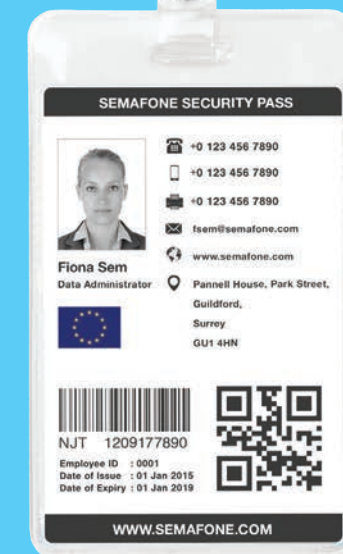 SEMAFONE SECURITY PASS
+0 123 456 7890
+0 123 456 7890
+0 123 456 7890
fsem@semafone.com
www.semafone.com
Pannell House, Park Street,
Guildford,
Surrey
GU1 4HN
Fiona Sem
Data Administrator
NJT 1209177890
Employee ID : 0001
Date of Issue : 01 Jan 2015
Date of Expiry : 01 Jan 2019
WWW.SEMAFONE.COM